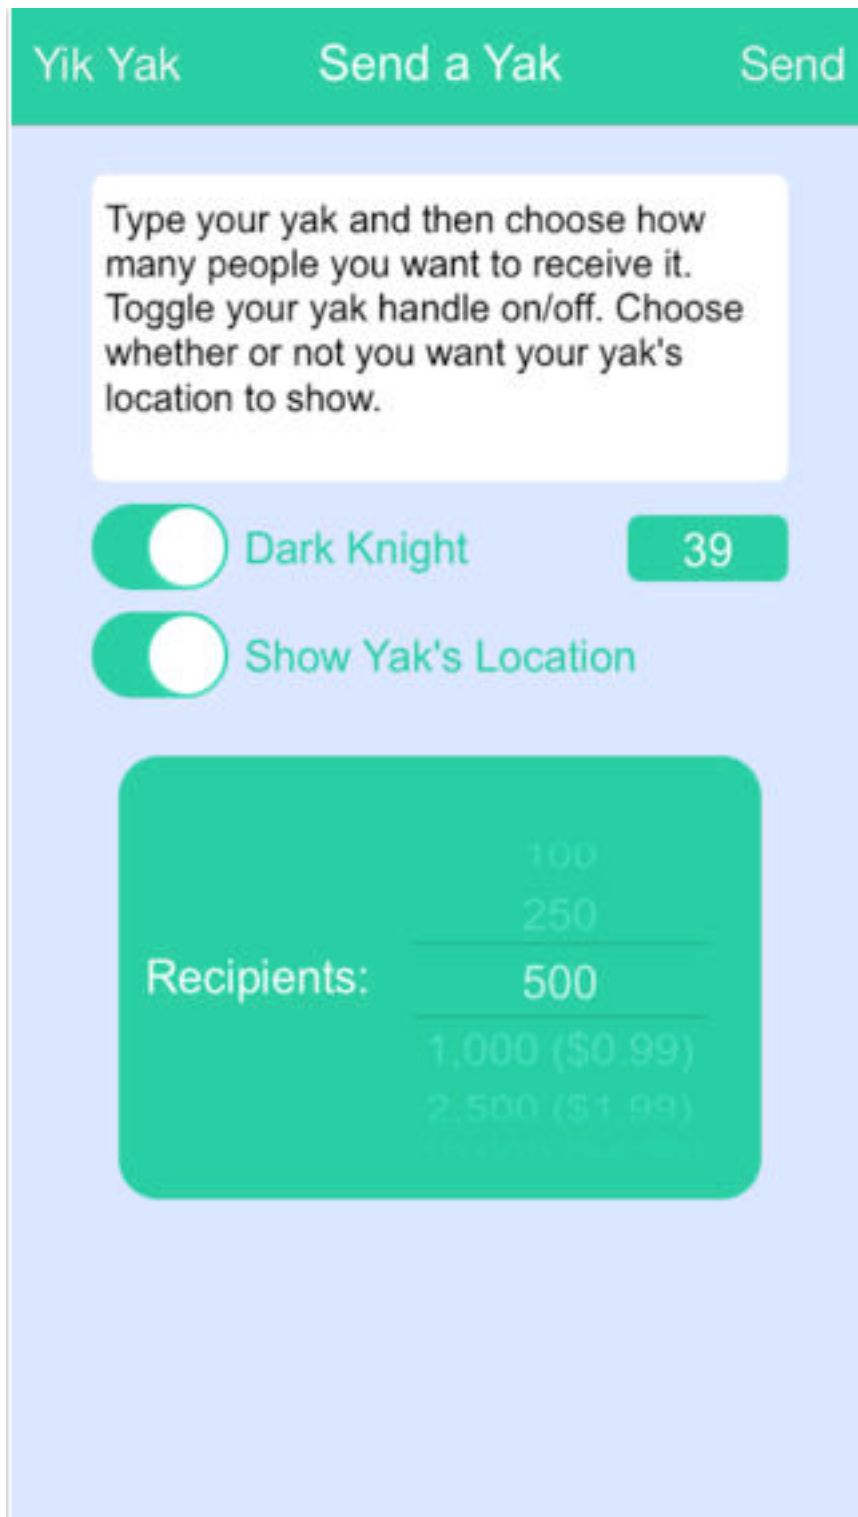 Yik Yak Send a Yak Send
Type your yak and then choose how
many people you want to receive it.
Toggle your yak handle on/off. Choose
whether or not you want your yak's
location to show.
Dark Knight 39
Show Yak's Location
100
250
Recipients: 500
1,000 ($0.99)
2,500 ($1.99)